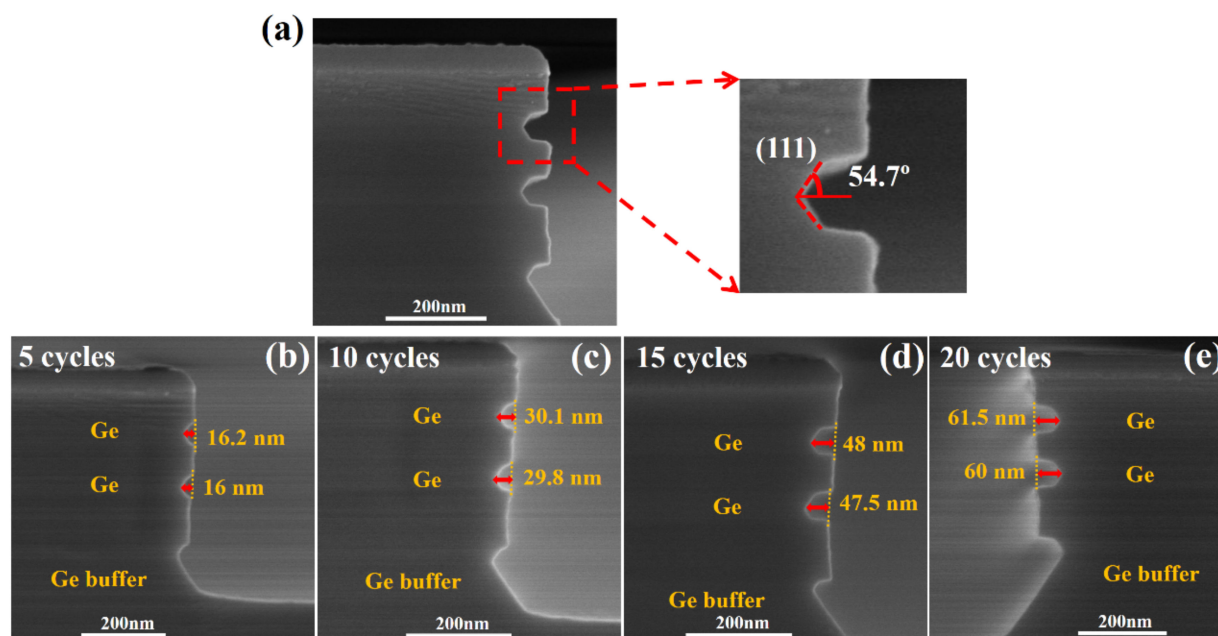 (a)
(111)
54.7º
200nm
5 cycles
(b)
Ge
16.2 nm
Ge
16 nm
Ge buffer
200nm
10 cycles
(c)
Ge
30.1 nm
Ge
29.8 nm
Ge buffer
200nm
15 cycles
(d)
Ge
48 nm
Ge
47.5 nm
Ge buffer
200nm
20 cycles
(e)
61.5 nm
Ge
60 nm
Ge
Ge buffer
200nm